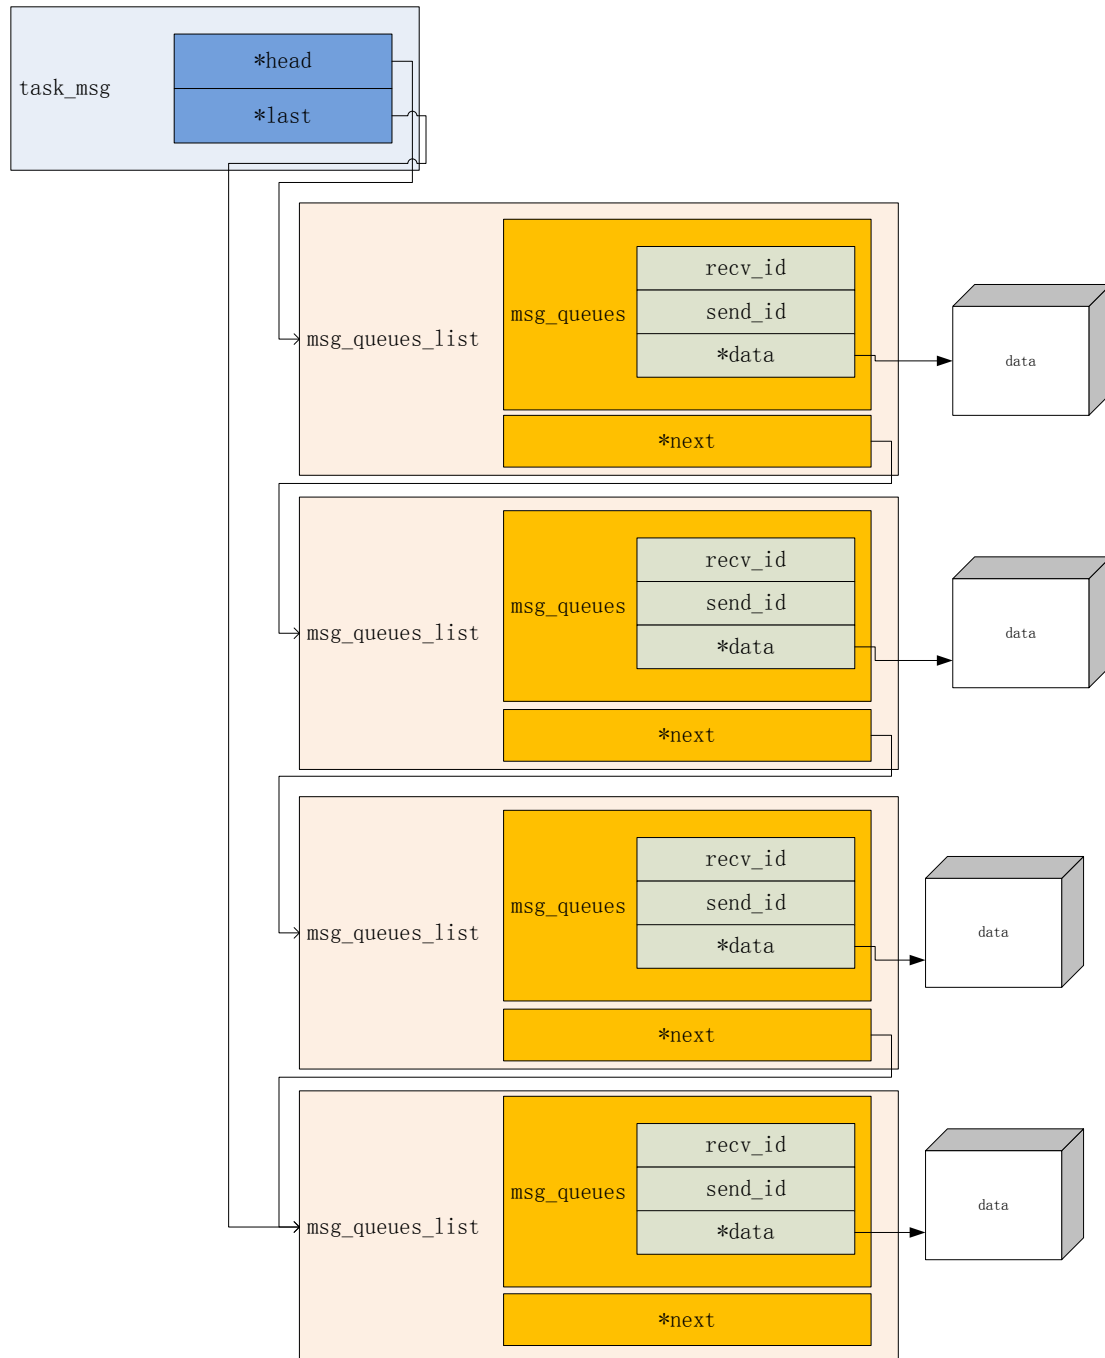 task_msg
*head
*last
msg_queues_list
msg_queues
recv_id
send_id
*data
*next
data
msg_queues_list
msg_queues
recv_id
send_id
*data
*next
data
msg_queues_list
msg_queues
recv_id
send_id
*data
*next
data
msg_queues_list
msg_queues
recv_id
send_id
*data
*next
data